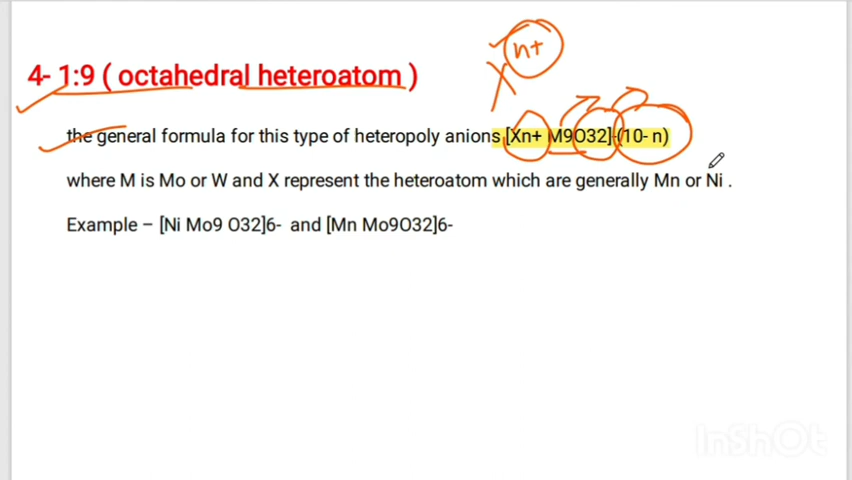 X n+
4- 1:9 ( octahedral heteroatom )
the general formula for this type of heteropoly anions [Xn+ M9O32]-(10- n)
where M is Mo or W and X represent the heteroatom which are generally Mn or Ni .
Example – [Ni Mo9 O32]6- and [Mn Mo9O32]6-
InShOt